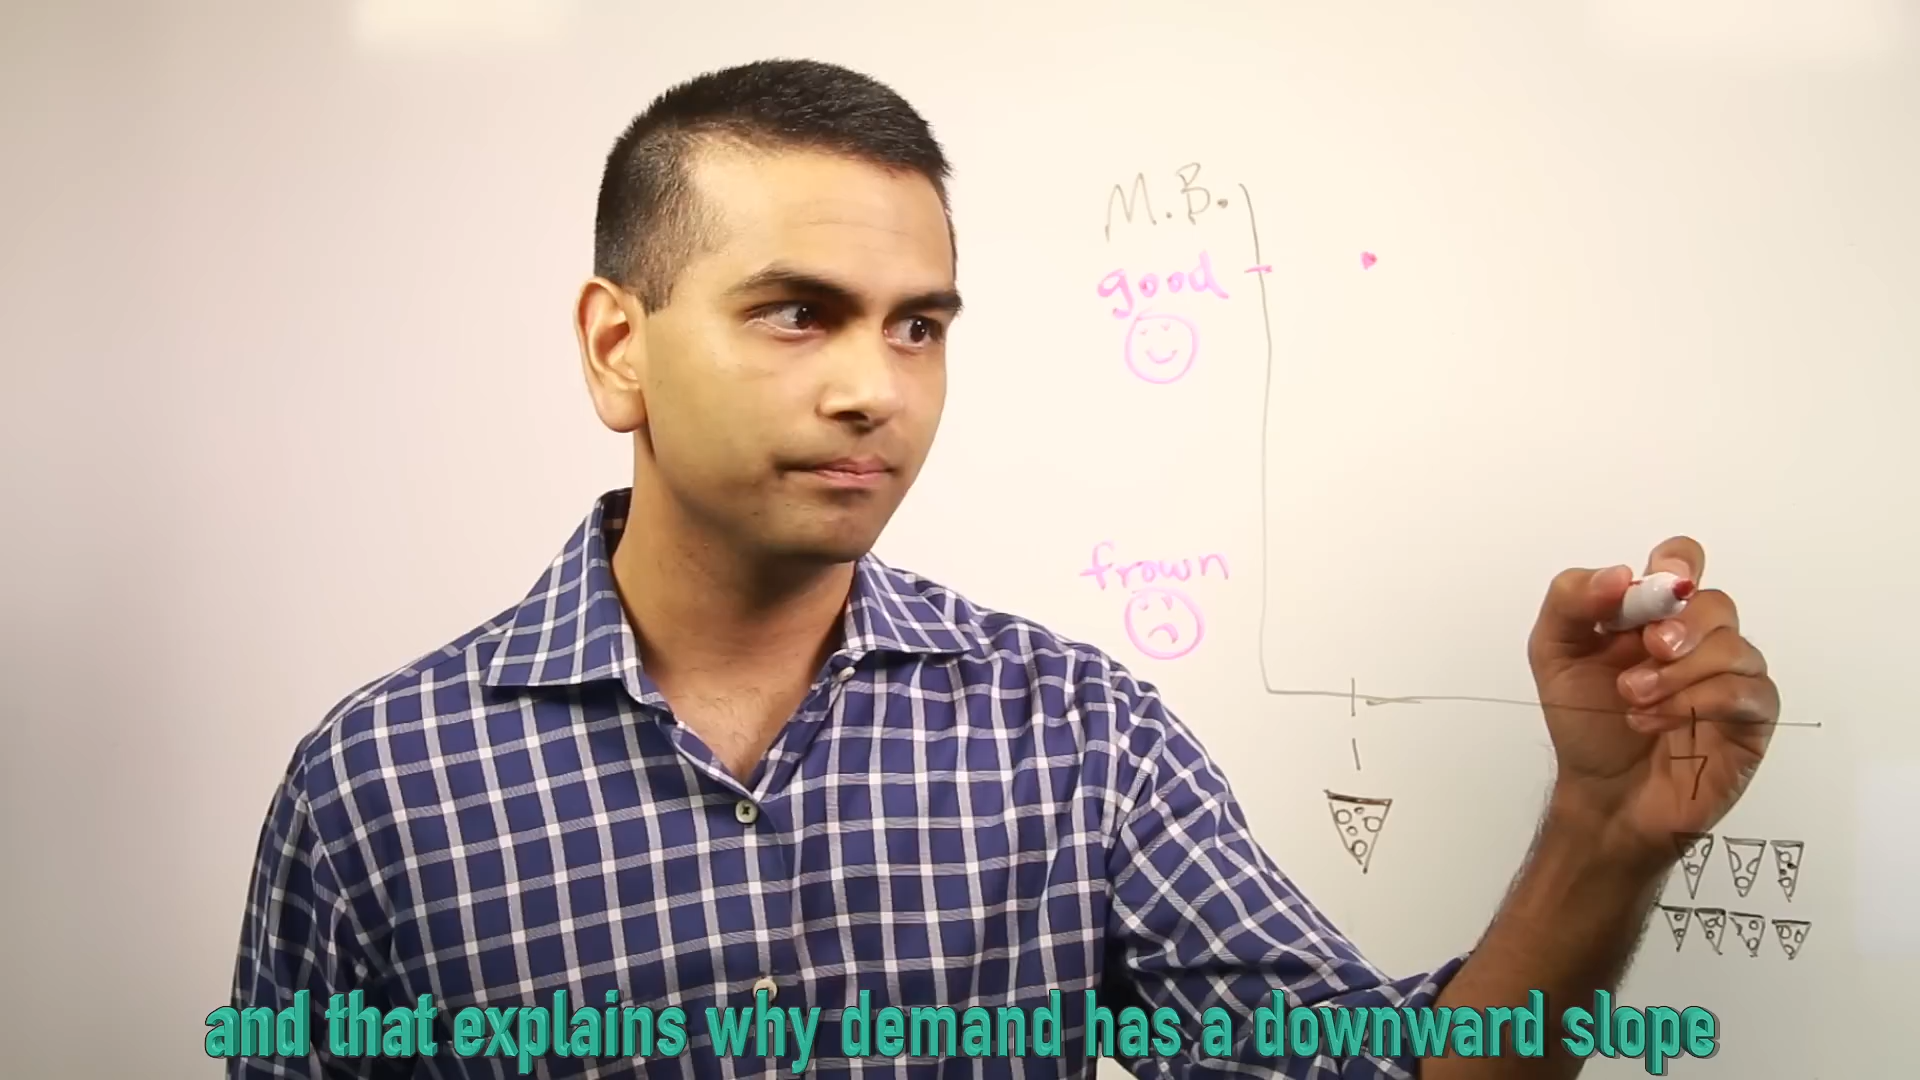 M.B.
good
frown
1
7
and that explains why demand has a downward slope